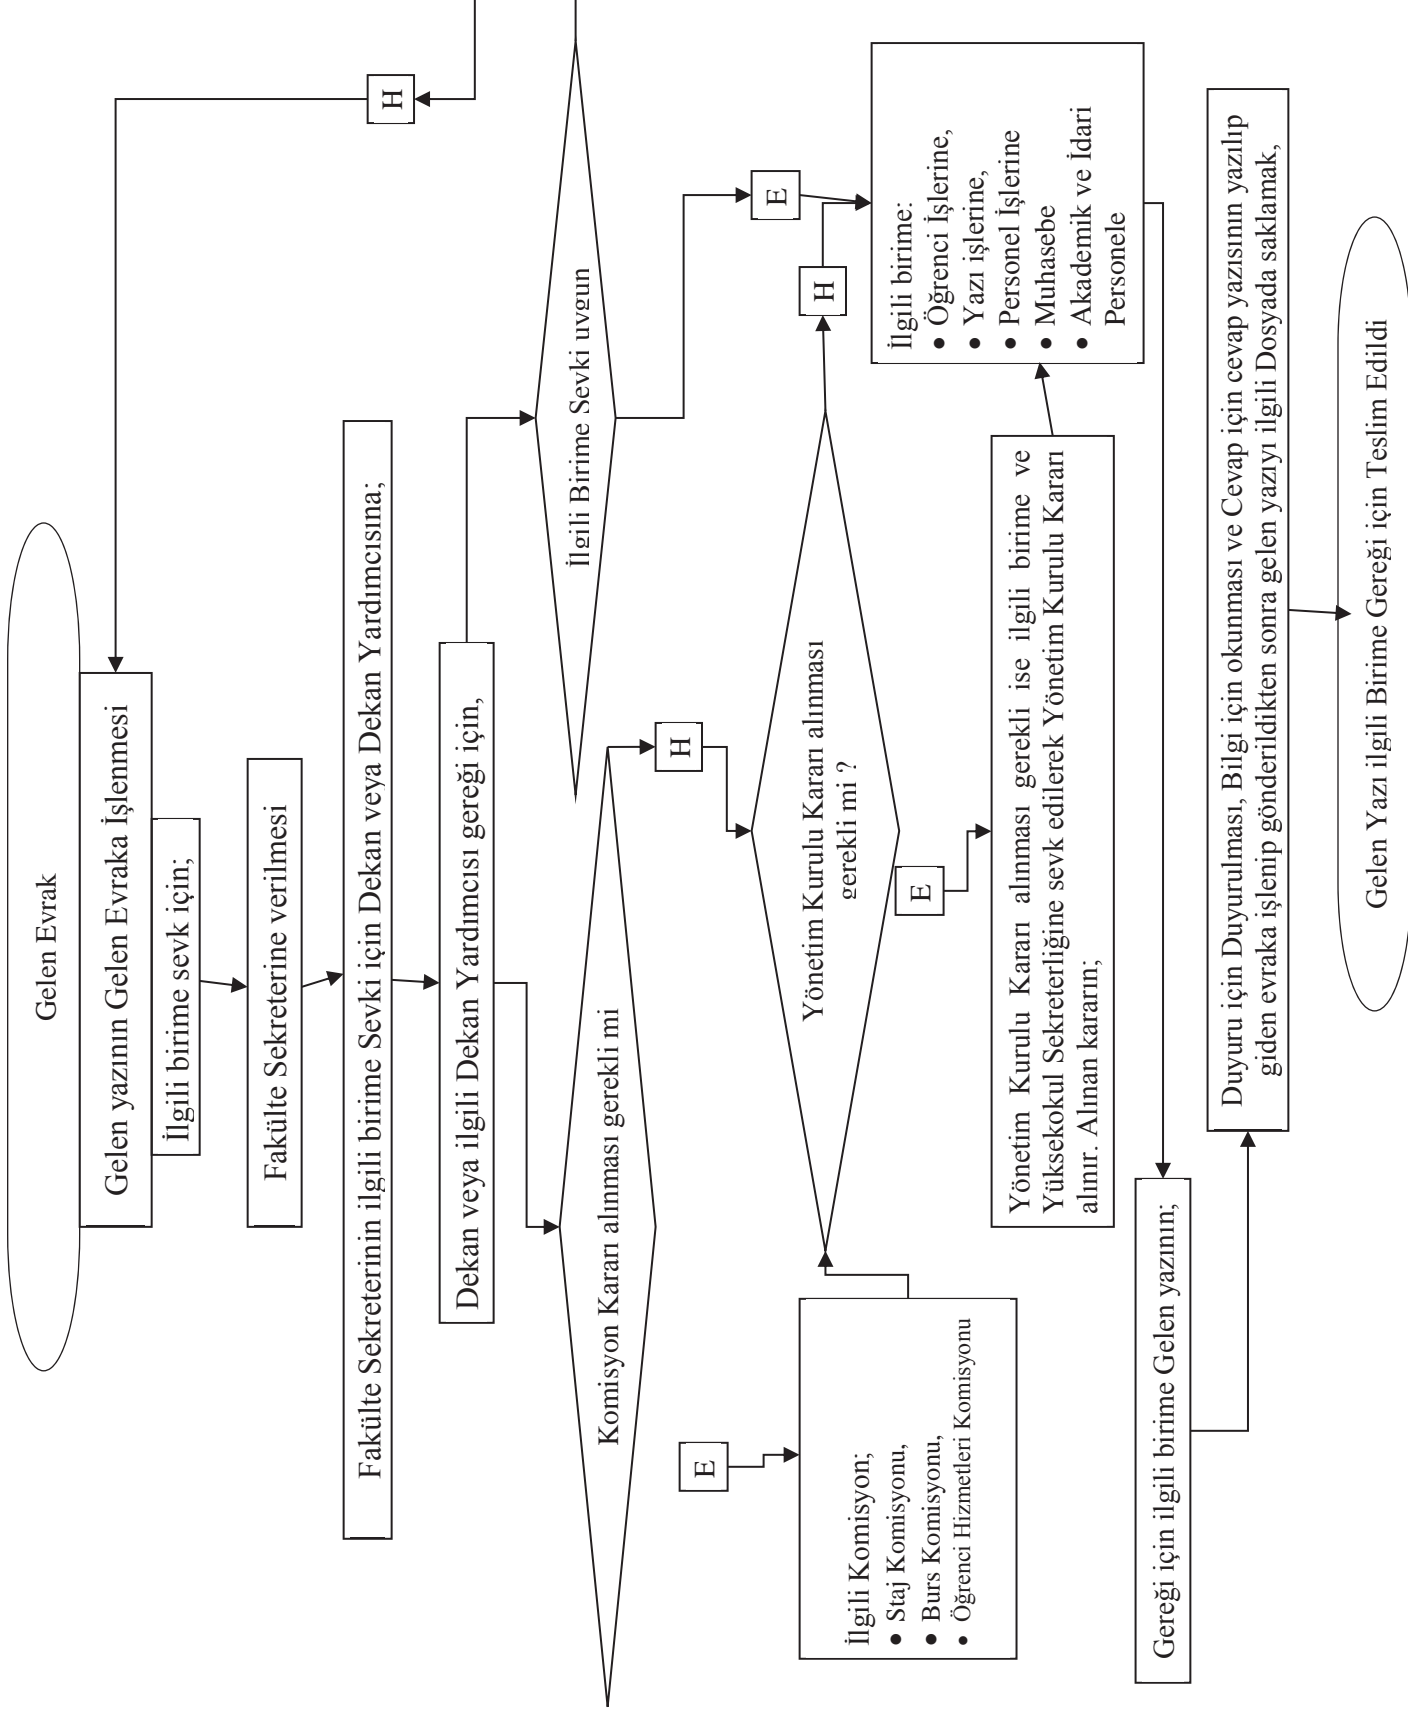 Gelen Evrak
Gelen yazının Gelen Evraka İşlenmesi
İlgili birime sevk için;
Fakülte Sekreterine verilmesi
H
Fakülte Sekreterinin ilgili birime Sevki için Dekan veya Dekan Yardımcısına;
Dekan veya ilgili Dekan Yardımcısı gereği için,
Komisyon Kararı alınması gerekli mi
İlgili Birime Sevki uygun
E
H
E
İlgili Komisyon;
● Staj Komisyonu,
● Burs Komisyonu,
● Öğrenci Hizmetleri Komisyonu
Yönetim Kurulu Kararı alınması
gerekli mi ?
H
E
İlgili birime:
● Öğrenci İşlerine,
● Yazı işlerine,
● Personel İşlerine
● Muhasebe
● Akademik ve İdari
Personele
Yönetim Kurulu Kararı alınması gerekli ise ilgili birime ve
Yüksekokul Sekreterliğine sevk edilerek Yönetim Kurulu Kararı
alınır. Alınan kararın;
Gereği için ilgili birime Gelen yazının;
Duyuru için Duyurulması, Bilgi için okunması ve Cevap için cevap yazısının yazılıp
giden evraka işlenip gönderildikten sonra gelen yazıyı ilgili Dosyada saklamak,
Gelen Yazı ilgili Birime Gereği için Teslim Edildi